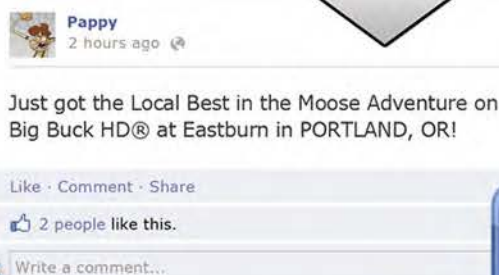 Pappy
2 hours ago
Just got the Local Best in the Moose Adventure on
Big Buck HD® at Eastburn in PORTLAND, OR!
Like · Comment · Share
2 people like this.
Write a comment...